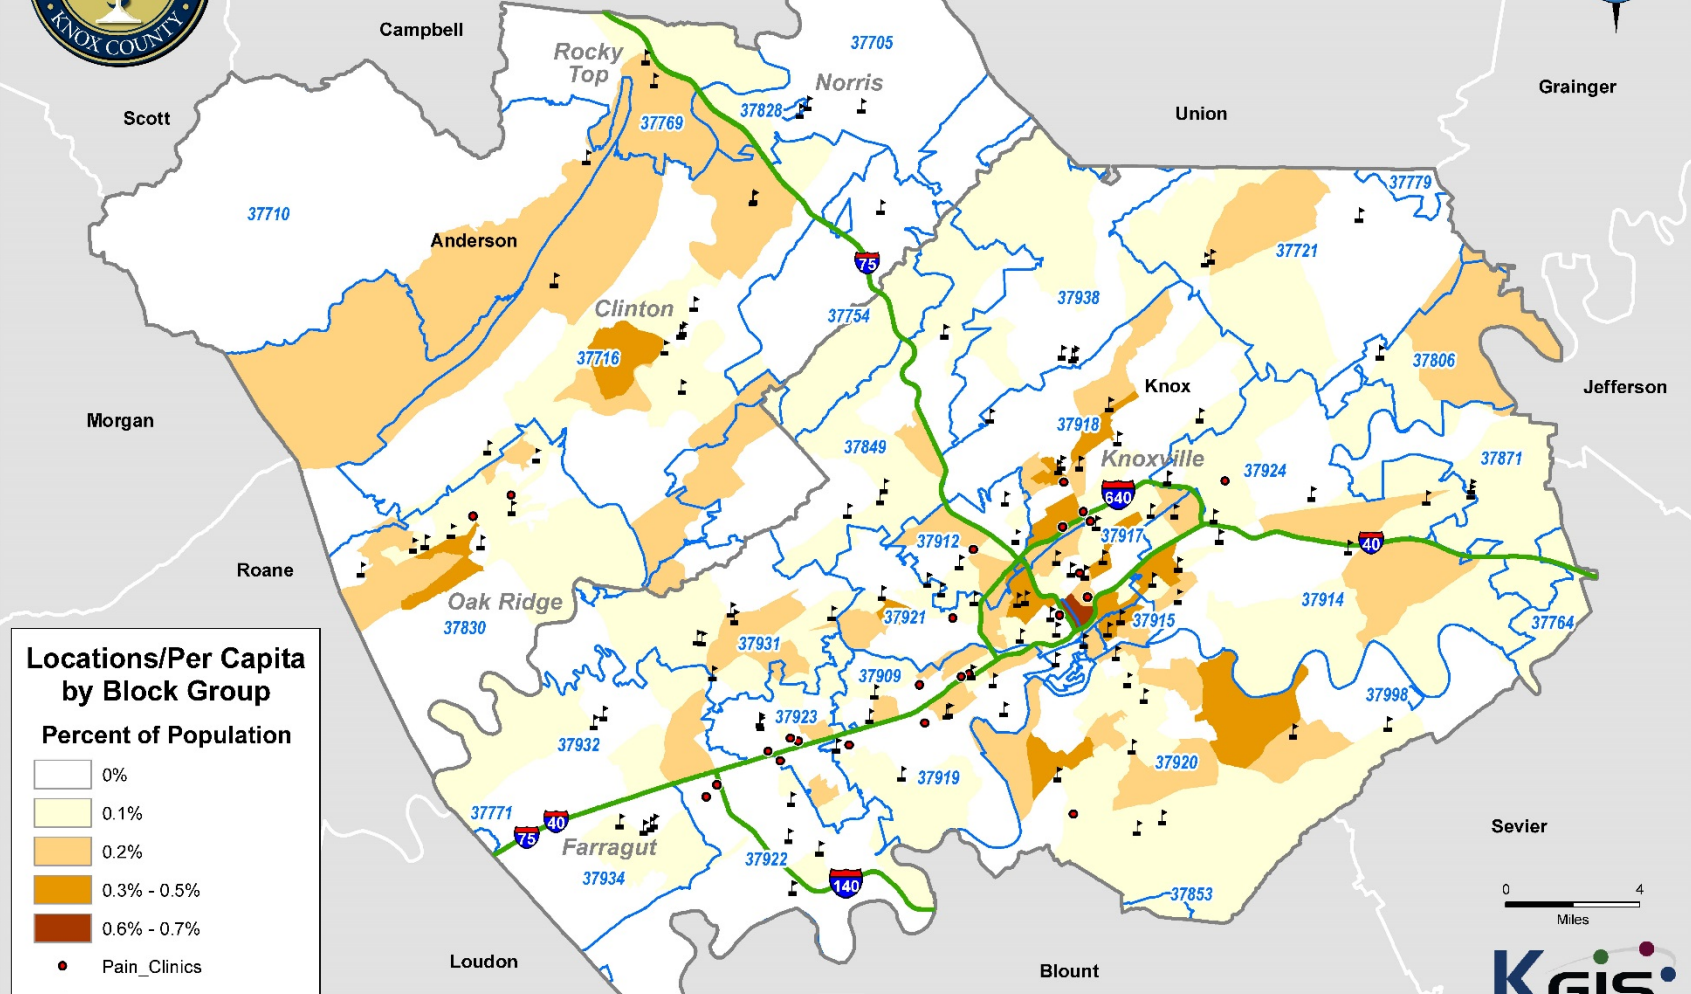 KNOX COUNTY
Campbell
Rocky
Top
37705
Norris
Grainger
Scott
37828
37769
Union
37779
37710
Anderson
37721
75
37938
Clinton
37754
37716
37806
Knox
Jefferson
Morgan
37918
37849
Knoxville
37924
37871
640
37912
37917
40
Roane
Oak Ridge
37830
37921
37915
37914
37764
37931
37909
37998
37923
37932
37920
37919
37771
40
75
Farragut
37934
37922
140
37853
Sevier
Loudon
Blount
Locations/Per Capita
by Block Group
Percent of Population
0%
0.1%
0.2%
0.3% - 0.5%
0.6% - 0.7%
Pain_Clinics
0 4
Miles
KGIS